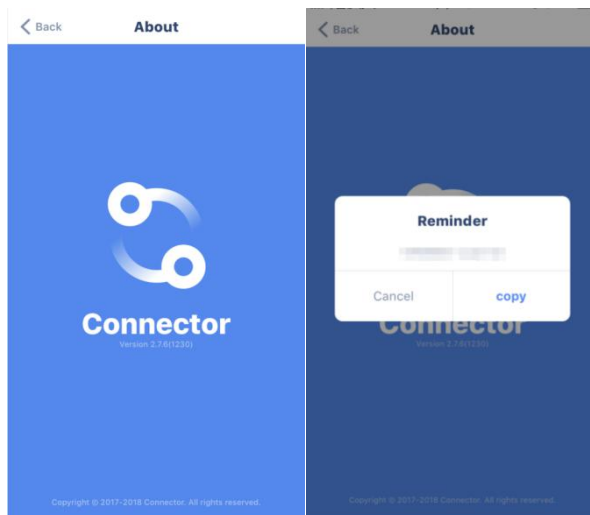 Back
About
Connector
Version 2.7.6(1230)
Copyright © 2017-2018 Connector. All rights reserved.
Back
About
Reminder
Cancel
copy
Connector
Version 2.7.6(1230)
Copyright © 2017-2018 Connector. All rights reserved.